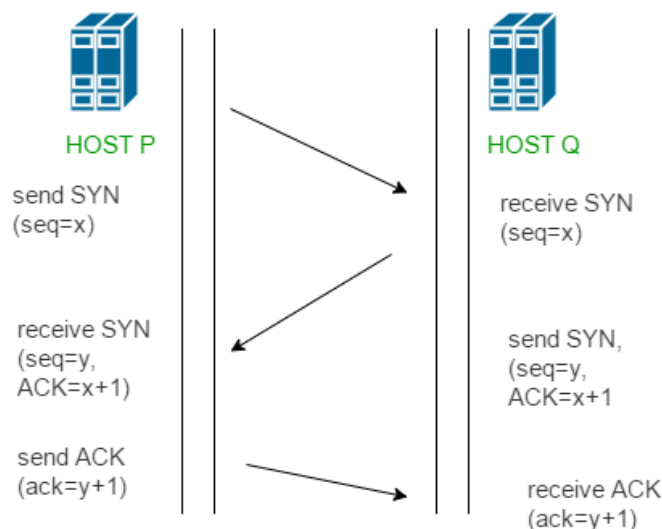 HOST P
HOST Q
send SYN
(seq=x)
receive SYN
(seq=x)
receive SYN
(seq=y,
ACK=x+1)
send SYN,
(seq=y,
ACK=x+1
send ACK
(ack=y+1)
receive ACK
(ack=y+1)